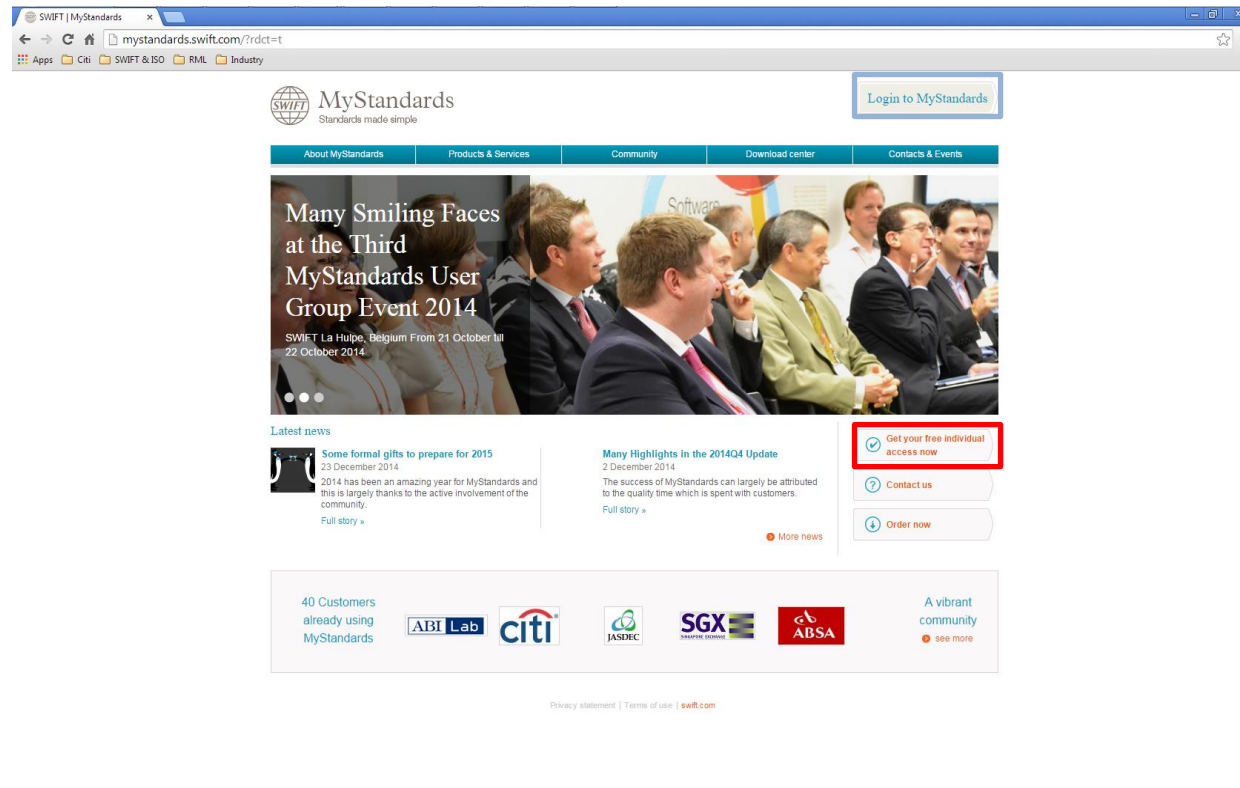 SWIFT | MyStandards
mystandards.swift.com/?rdct=t
Apps Citi SWIFT & ISO RML Industry
SWIFT
MyStandards
Standards made simple
Login to MyStandards
About MyStandards Products & Services Community Download center Contacts & Events
Many Smiling Faces
at the Third
MyStandards User
Group Event 2014
SWIFT La Hulpe, Belgium From 21 October till
22 October 2014
Software
Latest news
Some formal gifts to prepare for 2015
23 December 2014
2014 has been an amazing year for MyStandards and
this is largely thanks to the active involvement of the
community.
Full story »
Many Highlights in the 2014Q4 Update
2 December 2014
The success of MyStandards can largely be attributed
to the quality time which is spent with customers.
Full story »
More news
Get your free individual
access now
Contact us
Order now
40 Customers
already using
MyStandards
ABI Lab
citi
JASDEC
SGX
SINGAPORE EXCHANGE
ABSA
A vibrant
community
see more
Privacy statement | Terms of use | swift.com